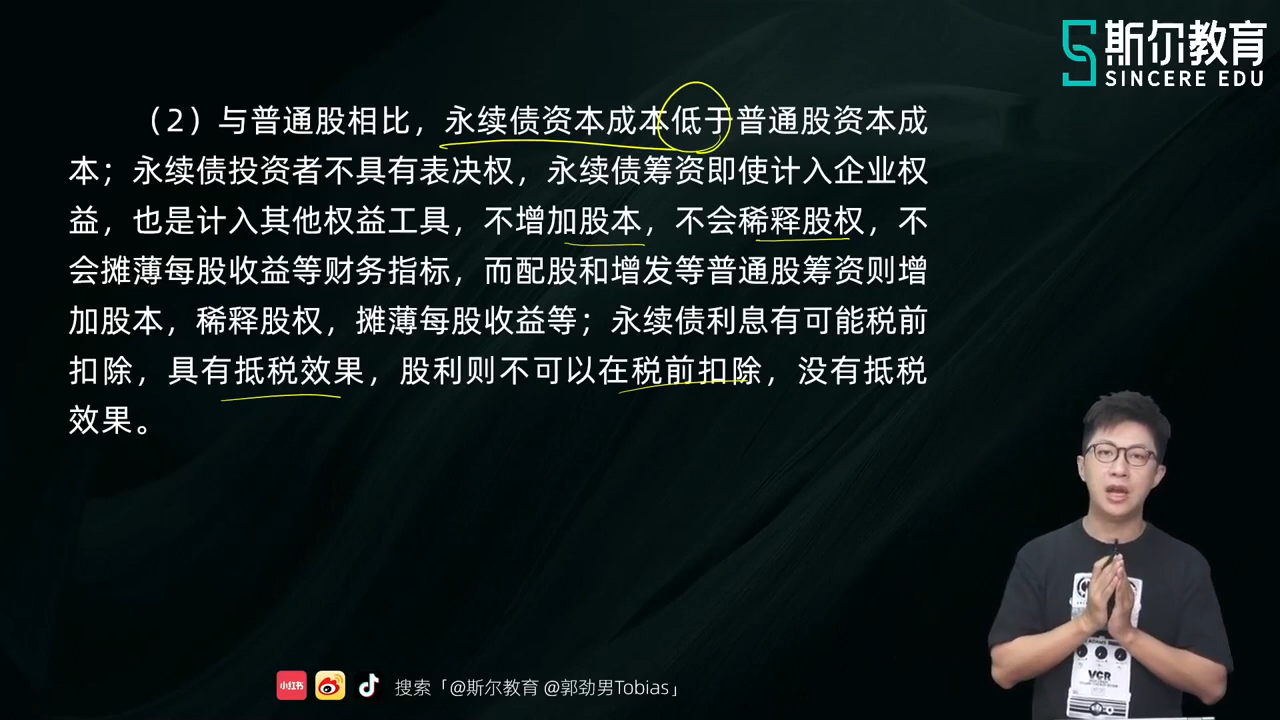 斯尔教育
SINCERE EDU
（2）与普通股相比，永续债资本成本低于普通股资本成
本；永续债投资者不具有表决权，永续债筹资即使计入企业权
益，也是计入其他权益工具，不增加股本，不会稀释股权，不
会摊薄每股收益等财务指标，而配股和增发等普通股筹资则增
加股本，稀释股权，摊薄每股收益等；永续债利息有可能税前
扣除，具有抵税效果，股利则不可以在税前扣除，没有抵税
效果。
VCR
小红书
搜索「@斯尔教育 @郭劲男Tobias」